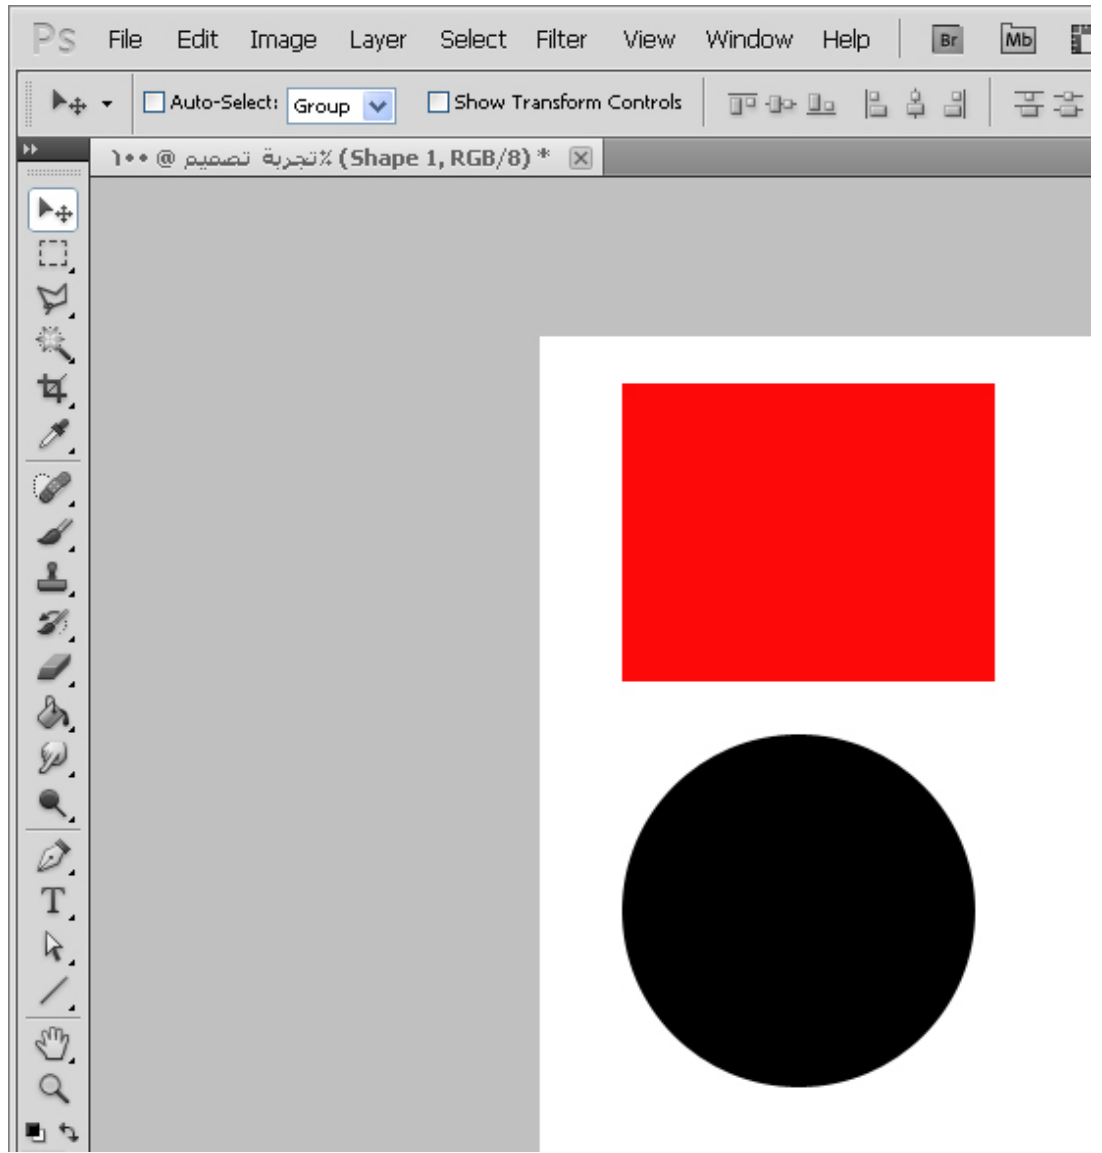 Ps File Edit Image Layer Select Filter View Window Help Br Mb
Auto-Select: Group Show Transform Controls
تجربة تصميم @ ١٠٠٪ (Shape 1, RGB/8) *
T